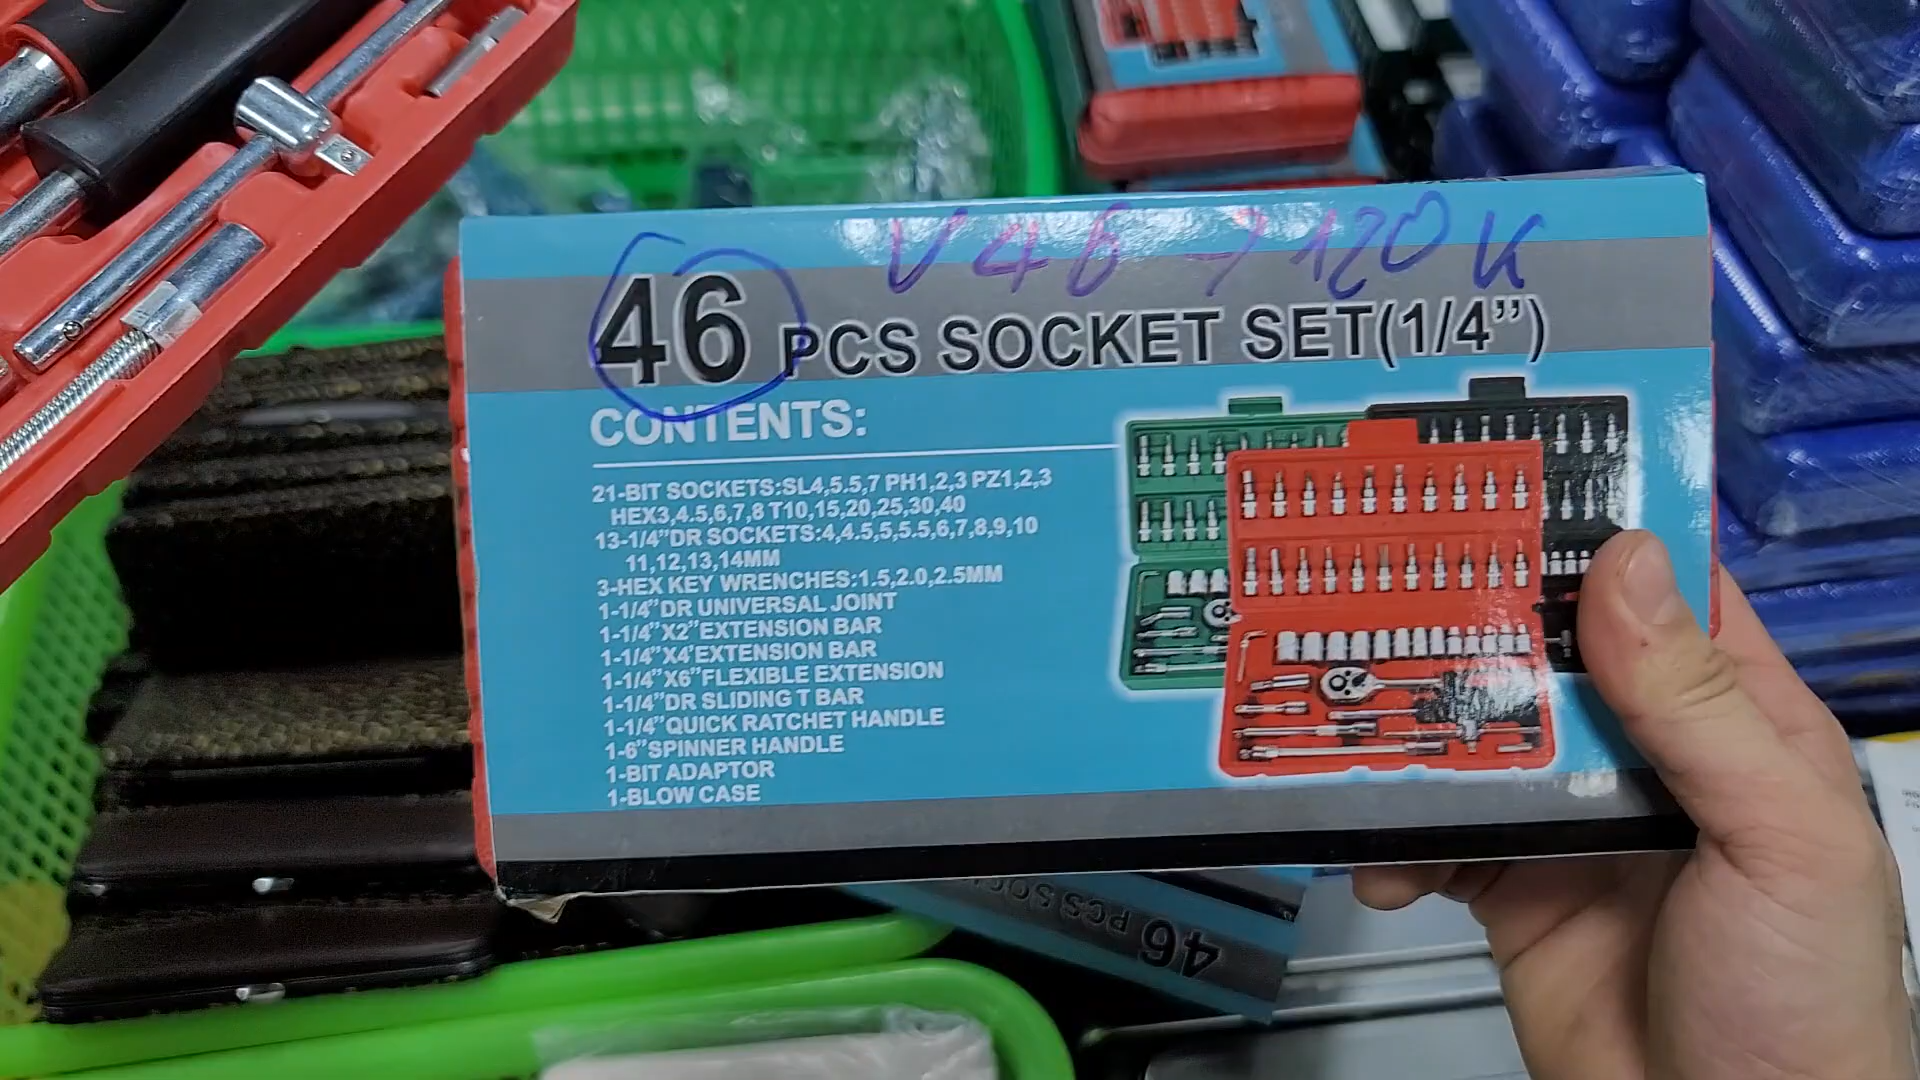 V46 → 120K
46 PCS SOCKET SET(1/4”)
CONTENTS:
21-BIT SOCKETS:SL4,5.5,7 PH1,2,3 PZ1,2,3
HEX3,4.5,6,7,8 T10,15,20,25,30,40
13-1/4”DR SOCKETS:4,4.5,5,5.5,6,7,8,9,10
11,12,13,14MM
3-HEX KEY WRENCHES:1.5,2.0,2.5MM
1-1/4”DR UNIVERSAL JOINT
1-1/4”X2”EXTENSION BAR
1-1/4”X4’EXTENSION BAR
1-1/4”X6”FLEXIBLE EXTENSION
1-1/4”DR SLIDING T BAR
1-1/4”QUICK RATCHET HANDLE
1-6”SPINNER HANDLE
1-BIT ADAPTOR
1-BLOW CASE
46 PCS